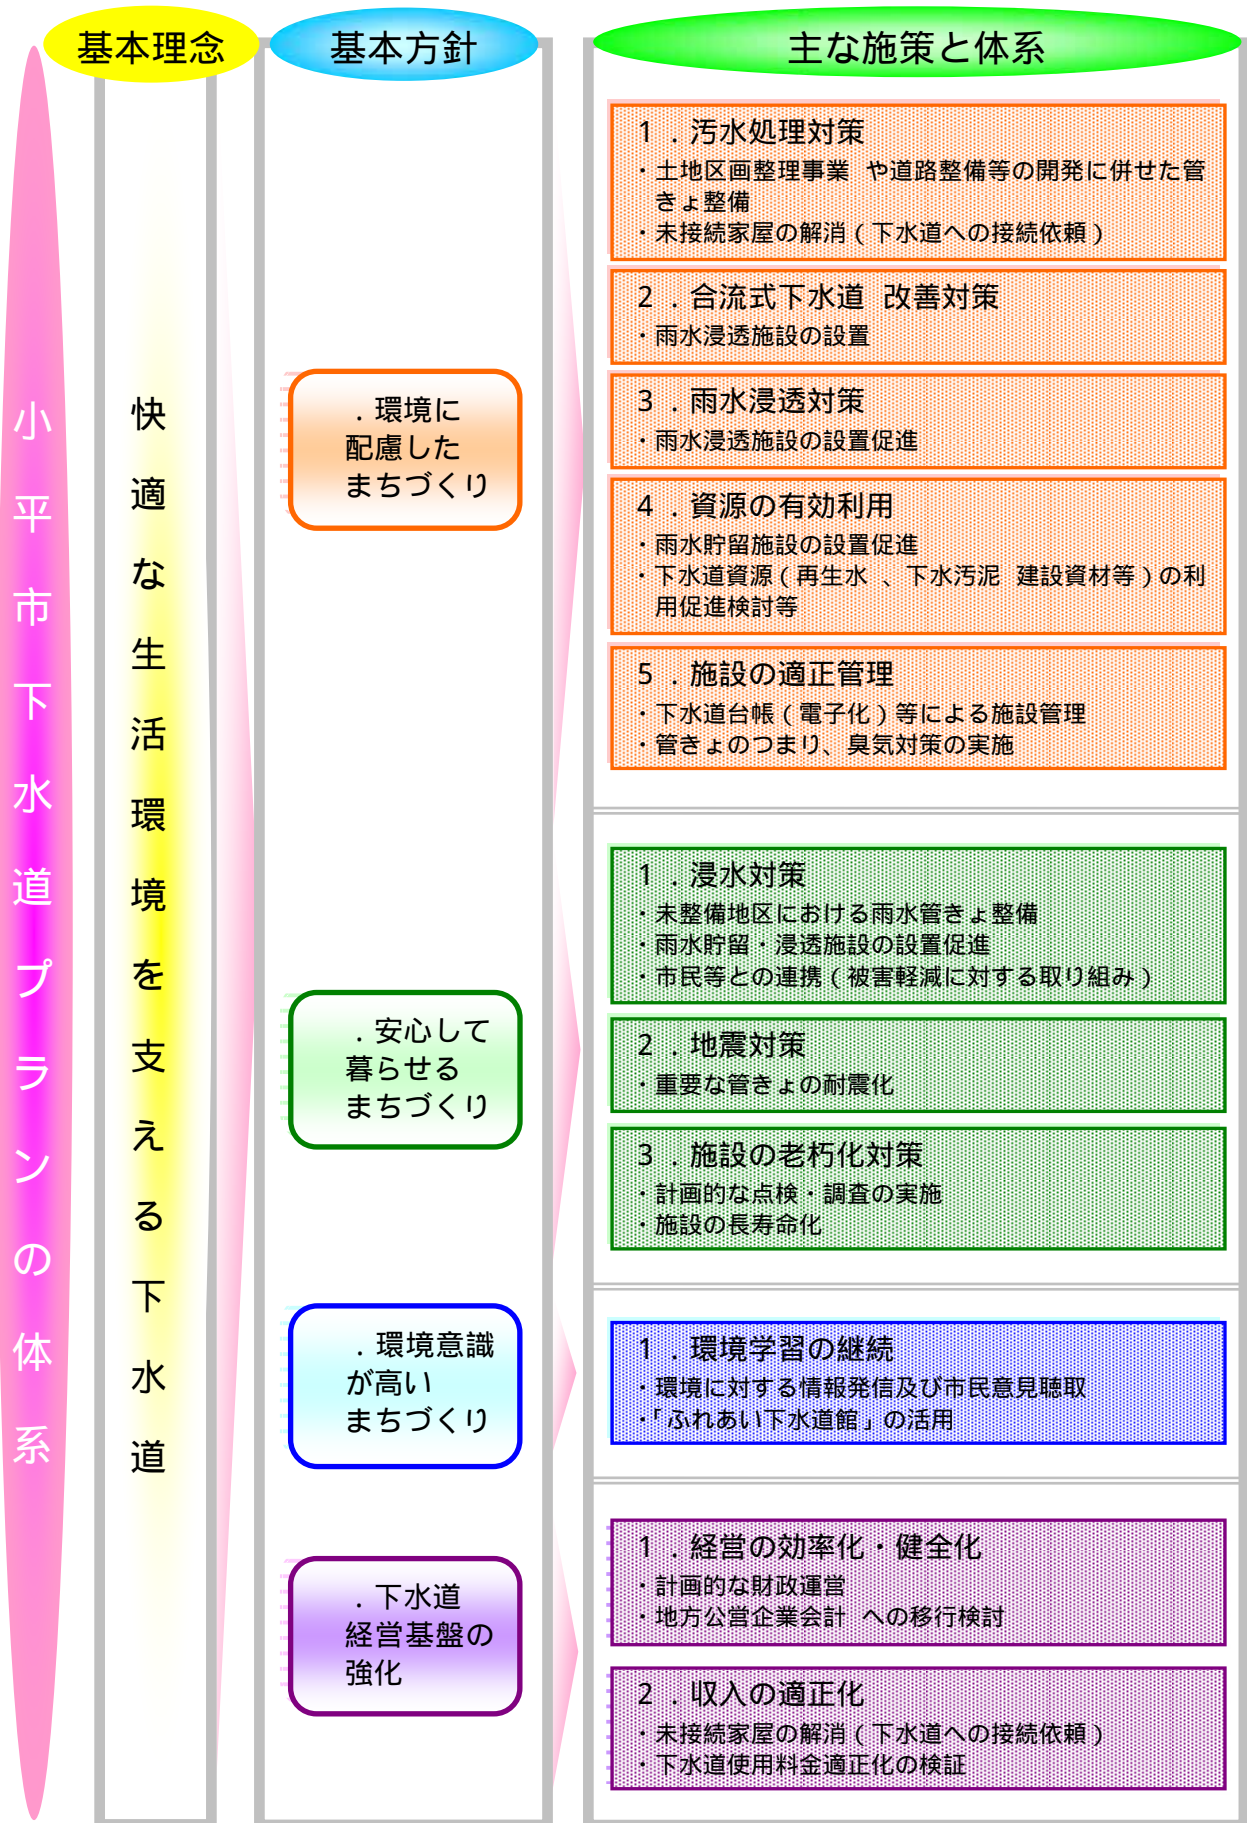 基本理念
基本方針
主な施策と体系
小平市下水道プランの体系
快適な生活環境を支える下水道
．環境に
配慮した
まちづくり
1．汚水処理対策
・土地区画整理事業 や道路整備等の開発に併せた管
きょ整備
・未接続家屋の解消（下水道への接続依頼）
2．合流式下水道 改善対策
・雨水浸透施設の設置
3．雨水浸透対策
・雨水浸透施設の設置促進
4．資源の有効利用
・雨水貯留施設の設置促進
・下水道資源（再生水 、下水汚泥 建設資材等）の利
用促進検討等
5．施設の適正管理
・下水道台帳（電子化）等による施設管理
・管きょのつまり、臭気対策の実施
．安心して
暮らせる
まちづくり
1．浸水対策
・未整備地区における雨水管きょ整備
・雨水貯留・浸透施設の設置促進
・市民等との連携（被害軽減に対する取り組み）
2．地震対策
・重要な管きょの耐震化
3．施設の老朽化対策
・計画的な点検・調査の実施
・施設の長寿命化
．環境意識
が高い
まちづくり
1．環境学習の継続
・環境に対する情報発信及び市民意見聴取
・「ふれあい下水道館」の活用
．下水道
経営基盤の
強化
1．経営の効率化・健全化
・計画的な財政運営
・地方公営企業会計 への移行検討
2．収入の適正化
・未接続家屋の解消（下水道への接続依頼）
・下水道使用料金適正化の検証